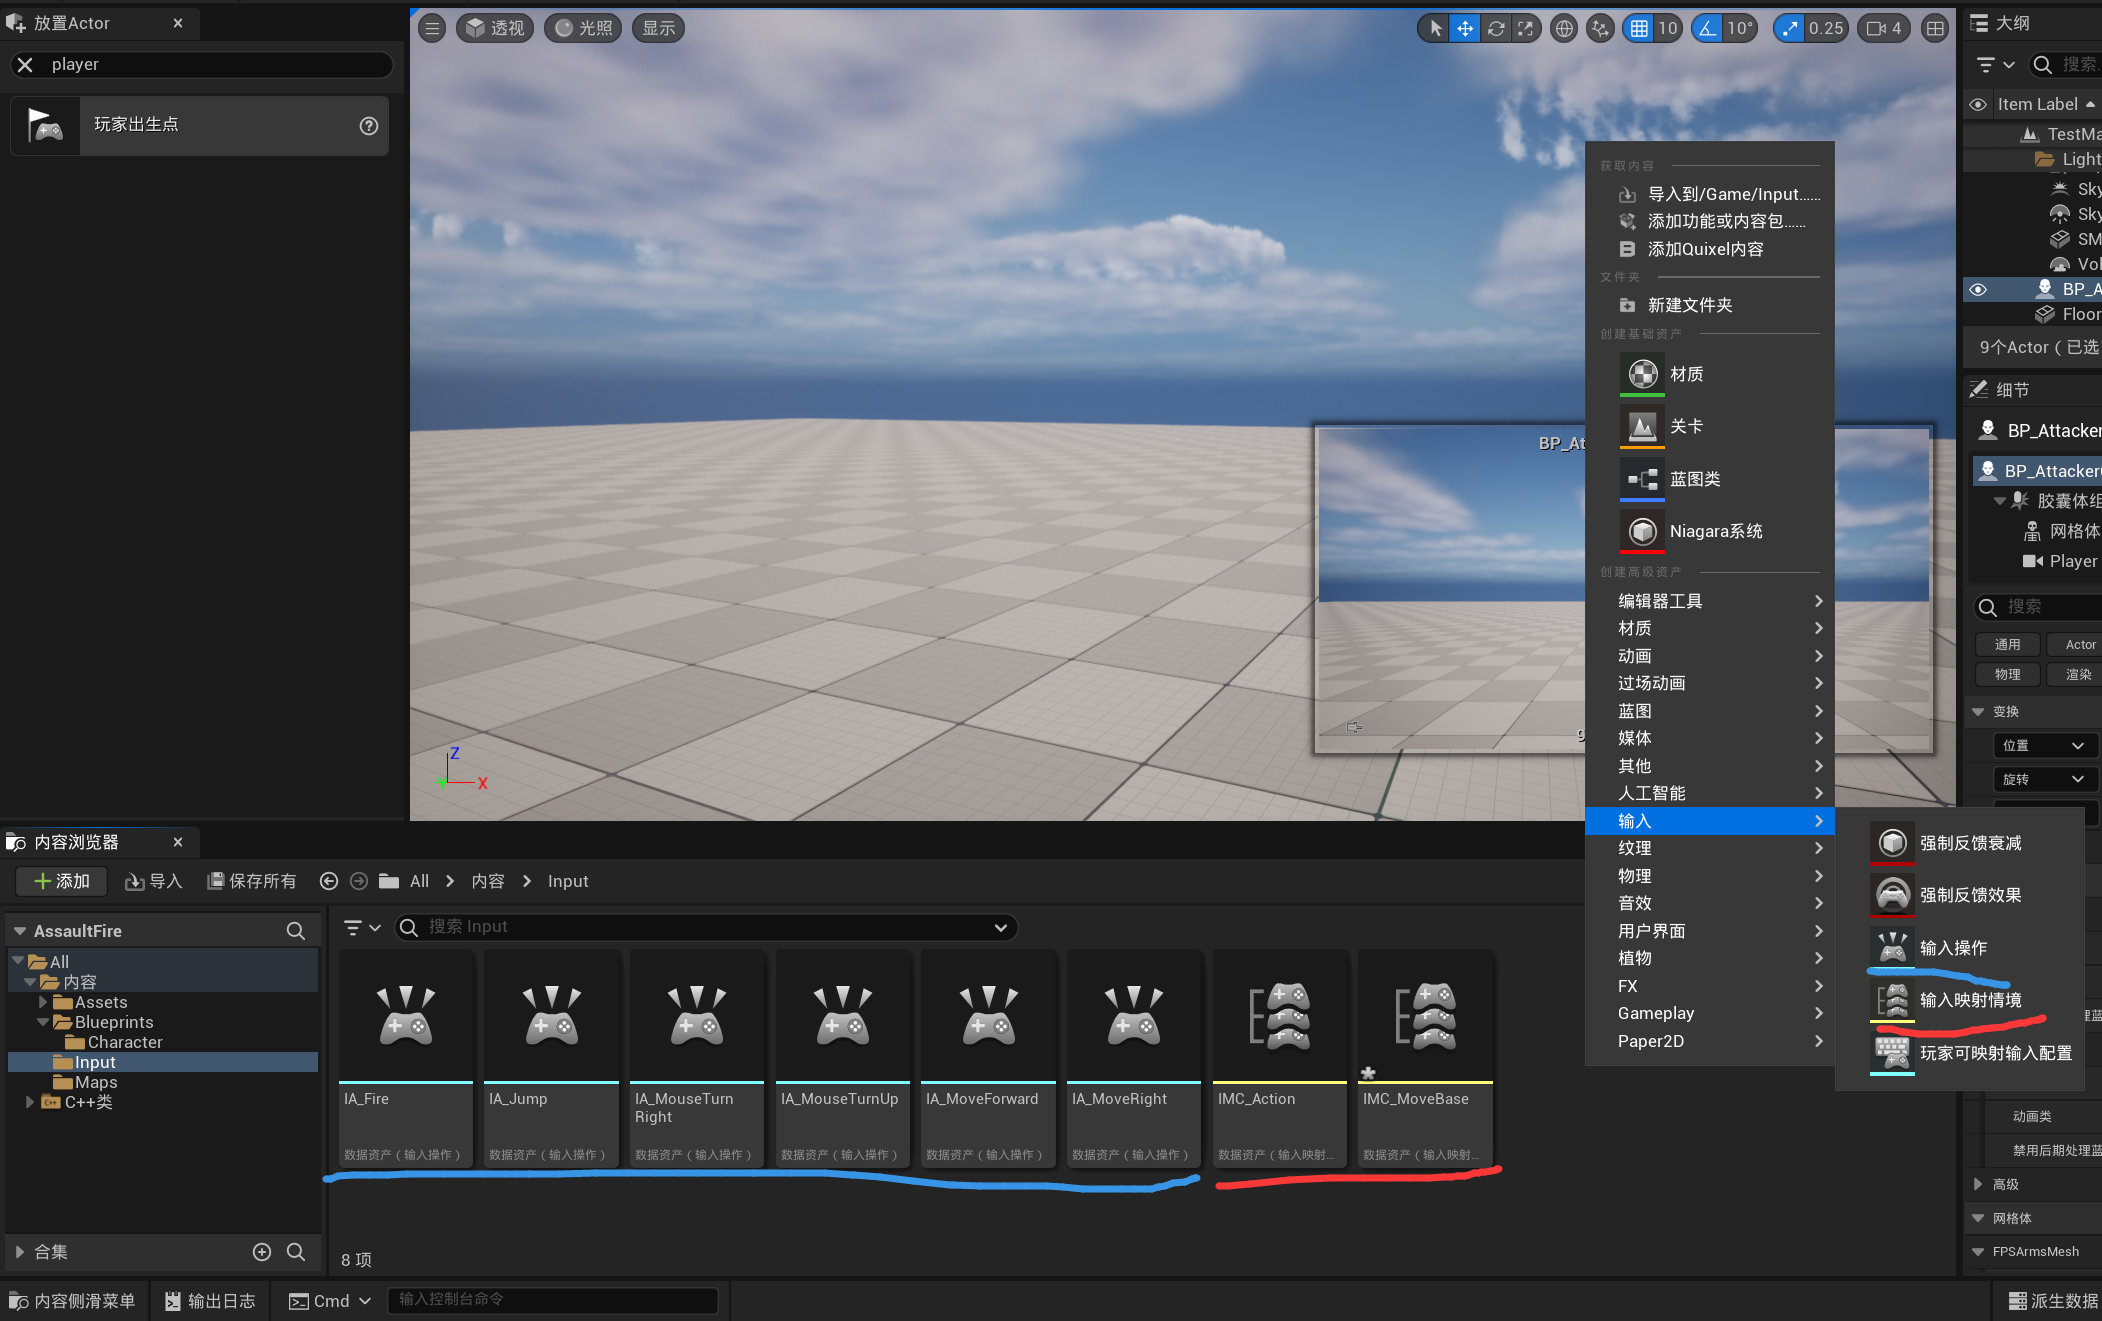 放置Actor
player
玩家出生点
透视
光照
显示
10
10°
0.25
4
Z
X
BP_At
9
获取内容
导入到/Game/Input......
添加功能或内容包......
添加Quixel内容
文件夹
新建文件夹
创建基础资产
材质
关卡
蓝图类
Niagara系统
创建高级资产
编辑器工具
材质
动画
过场动画
蓝图
媒体
其他
人工智能
输入
纹理
物理
音效
用户界面
植物
FX
Gameplay
Paper2D
强制反馈衰减
强制反馈效果
输入操作
输入映射情境
玩家可映射输入配置
大纲
搜索.
Item Label
TestMa
Light
Sky
Sky
SM
Vol
BP_A
Floor
9个Actor（已选
细节
BP_Attacker
BP_Attacker
胶囊体组
网格体
Player
搜索
通用
Actor
物理
渲染
变换
位置
旋转
理蓝
动画类
禁用后期处理蓝
高级
网格体
FPSArmsMesh
内容浏览器
添加
导入
保存所有
All
内容
Input
AssaultFire
All
内容
Assets
Blueprints
Character
Input
Maps
C++类
合集
搜索 Input
IA_Fire
数据资产（输入操作）
IA_Jump
数据资产（输入操作）
IA_MouseTurn
Right
数据资产（输入操作）
IA_MouseTurnUp
数据资产（输入操作）
IA_MoveForward
数据资产（输入操作）
IA_MoveRight
数据资产（输入操作）
IMC_Action
数据资产（输入映射...
IMC_MoveBase
数据资产（输入映射...
8 项
内容侧滑菜单
输出日志
Cmd
输入控制台命令
派生数据